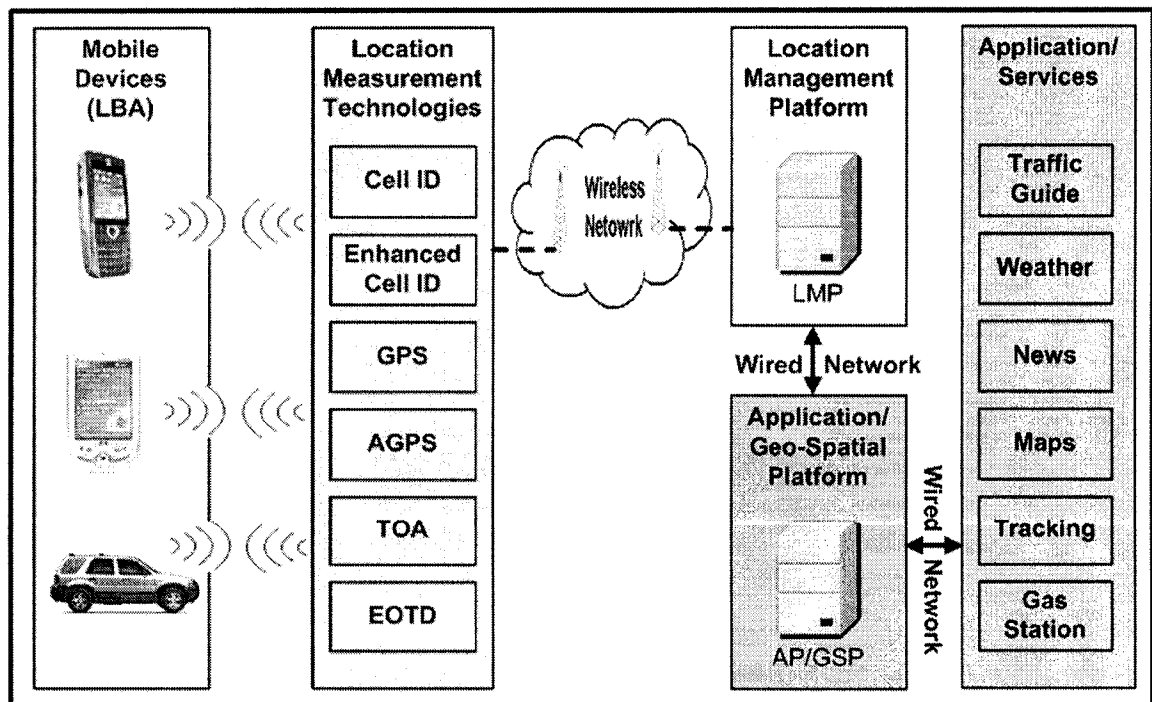 Mobile
Devices
(LBA)
Location
Measurement
Technologies
Cell ID
Enhanced
Cell ID
GPS
AGPS
TOA
EOTD
Wireless
Netowrk
Location
Management
Platform
LMP
Wired Network
Application/
Geo-Spatial
Platform
AP/GSP
Wired Network
Application/
Services
Traffic
Guide
Weather
News
Maps
Tracking
Gas
Station